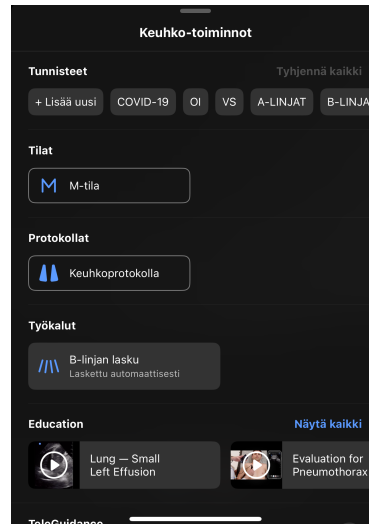 Keuhko-toiminnot
Tunnisteet
Tyhjennä kaikki
+ Lisää uusi
COVID-19
OI
VS
A-LINJAT
B-LINJA
Tilat
M-tila
Protokollat
Keuhkoprotokolla
Työkalut
B-linjan lasku
Laskettu automaattisesti
Education
Näytä kaikki
Lung — Small
Left Effusion
Evaluation for
Pneumothorax
TeleGuidance